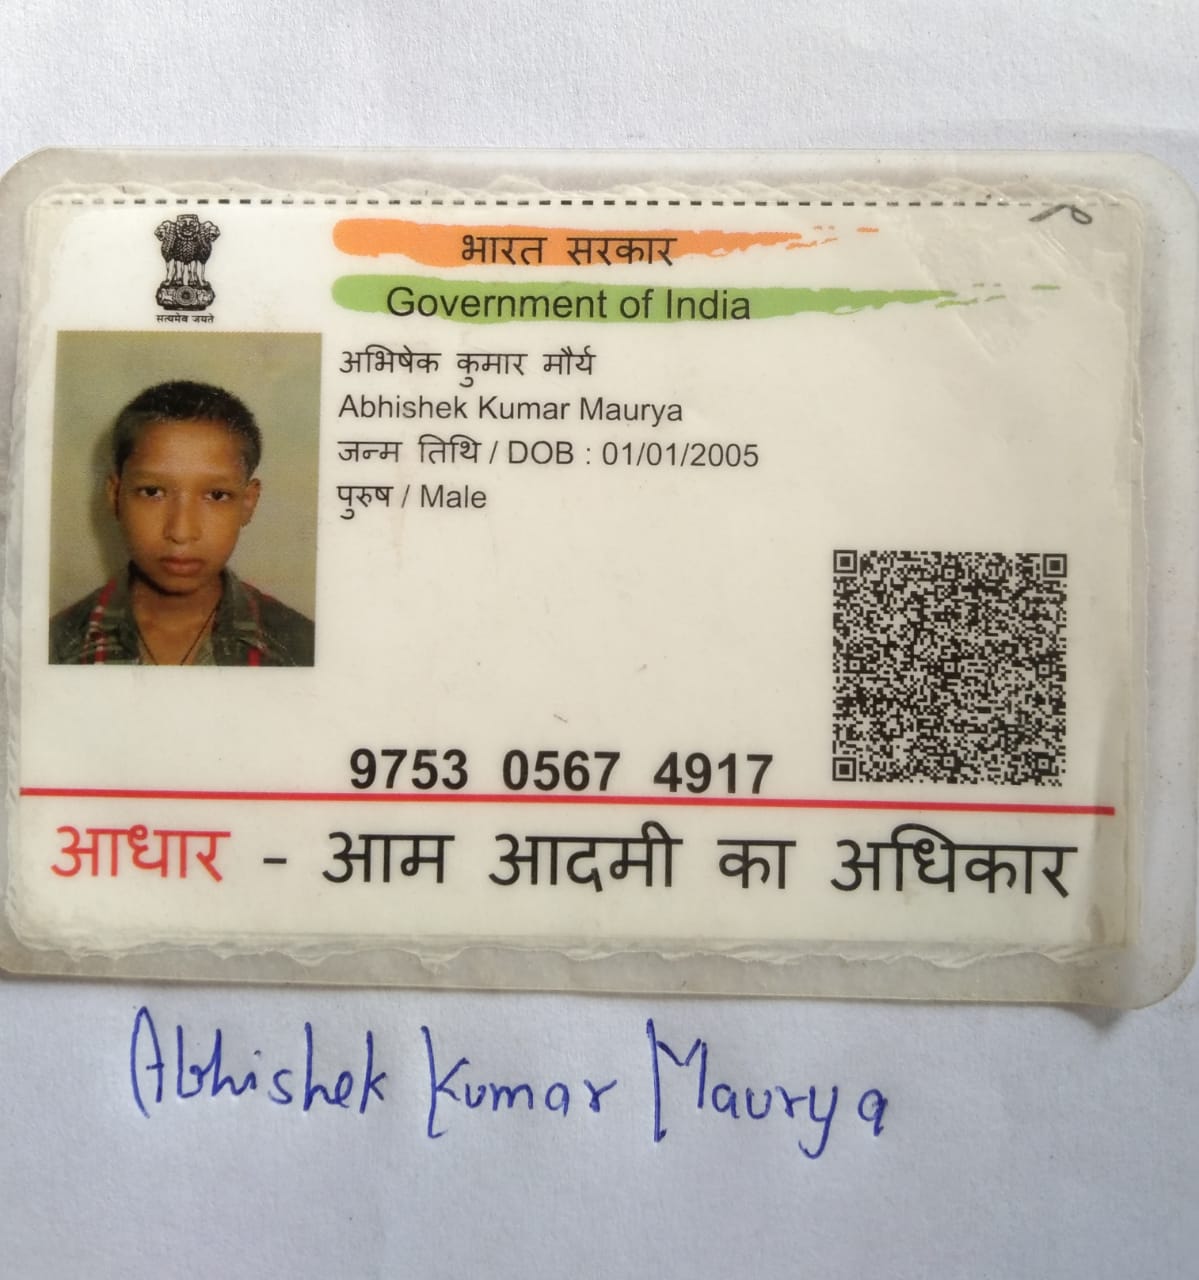 भारत सरकार
Government of India
सत्यमेव जयते
अभिषेक कुमार मौर्य
Abhishek Kumar Maurya
जन्म तिथि / DOB : 01/01/2005
पुरुष / Male
9753 0567 4917
आधार - आम आदमी का अधिकार
Abhishek Kumar Maurya